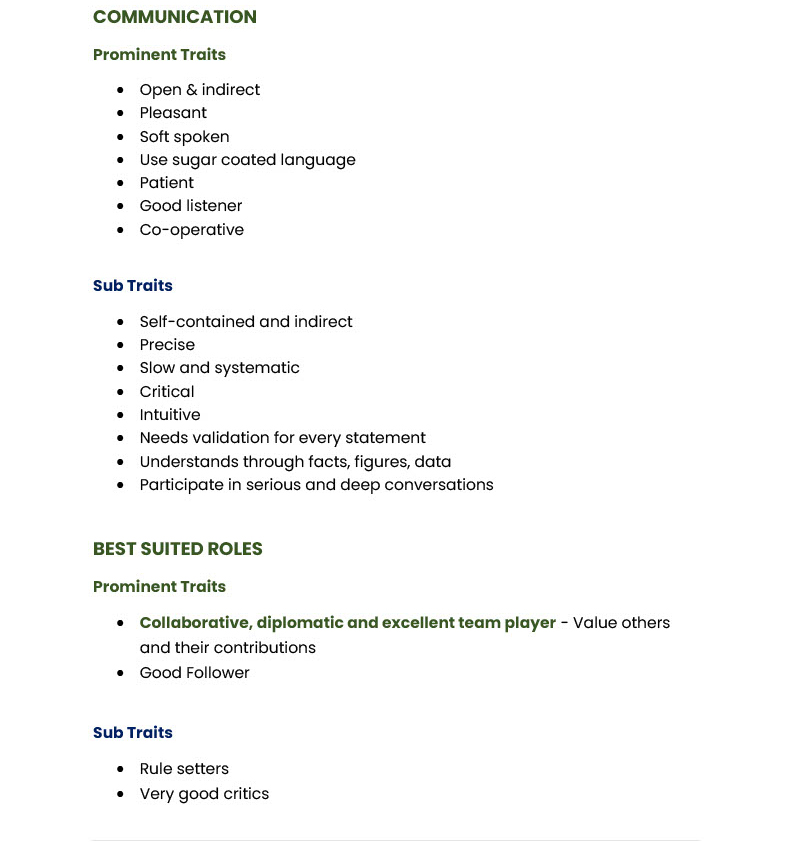 COMMUNICATION
Prominent Traits
• Open & indirect
• Pleasant
• Soft spoken
• Use sugar coated language
• Patient
• Good listener
• Co-operative
Sub Traits
• Self-contained and indirect
• Precise
• Slow and systematic
• Critical
• Intuitive
• Needs validation for every statement
• Understands through facts, figures, data
• Participate in serious and deep conversations
BEST SUITED ROLES
Prominent Traits
• Collaborative, diplomatic and excellent team player - Value others
and their contributions
• Good Follower
Sub Traits
• Rule setters
• Very good critics